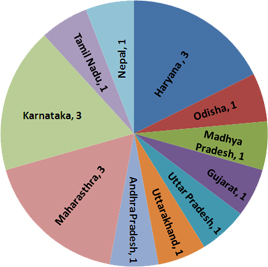 Haryana, 3
Odisha, 1
Madhya
Pradesh, 1
Gujarat, 1
Uttar Pradesh, 1
Uttarakhand, 1
Andhra Pradesh, 1
Maharasthra, 3
Karnataka, 3
Tamil Nadu, 1
Nepal, 1